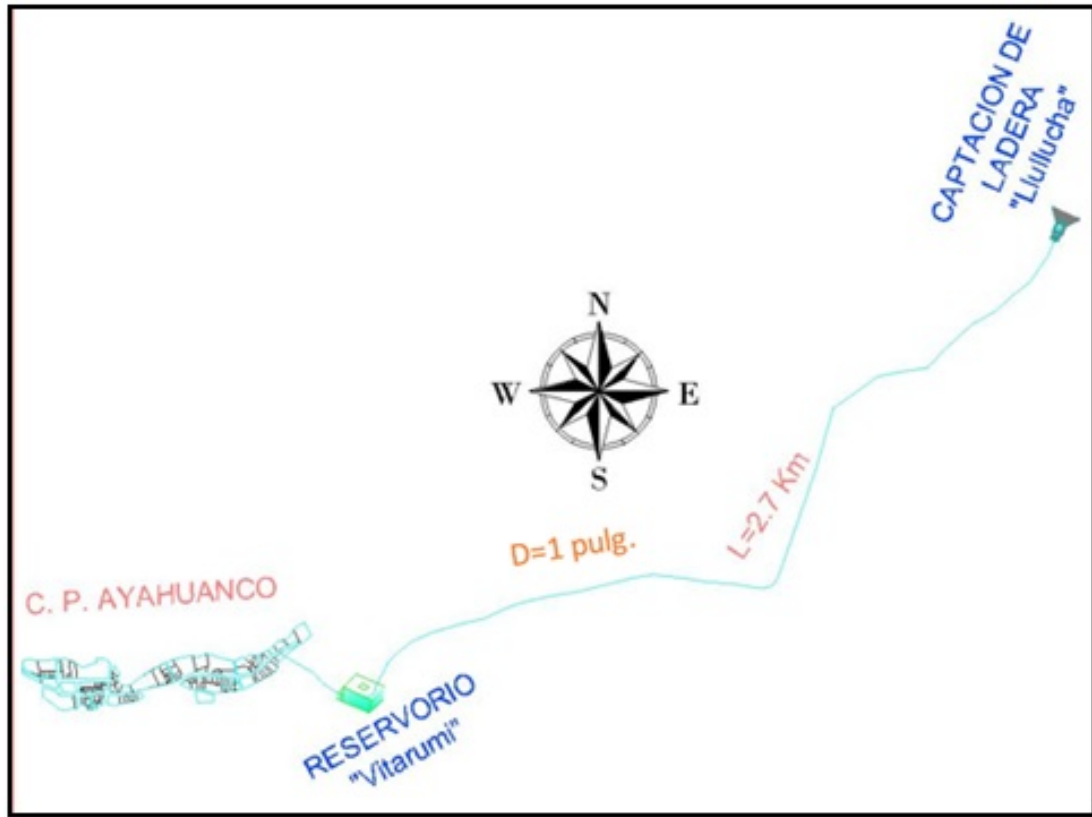 CAPTACION DE
LADERA
"Llullucha"
N
W
E
S
L=2.7 Km
D=1 pulg.
C. P. AYAHUANCO
RESERVORIO
"Vitarumi"